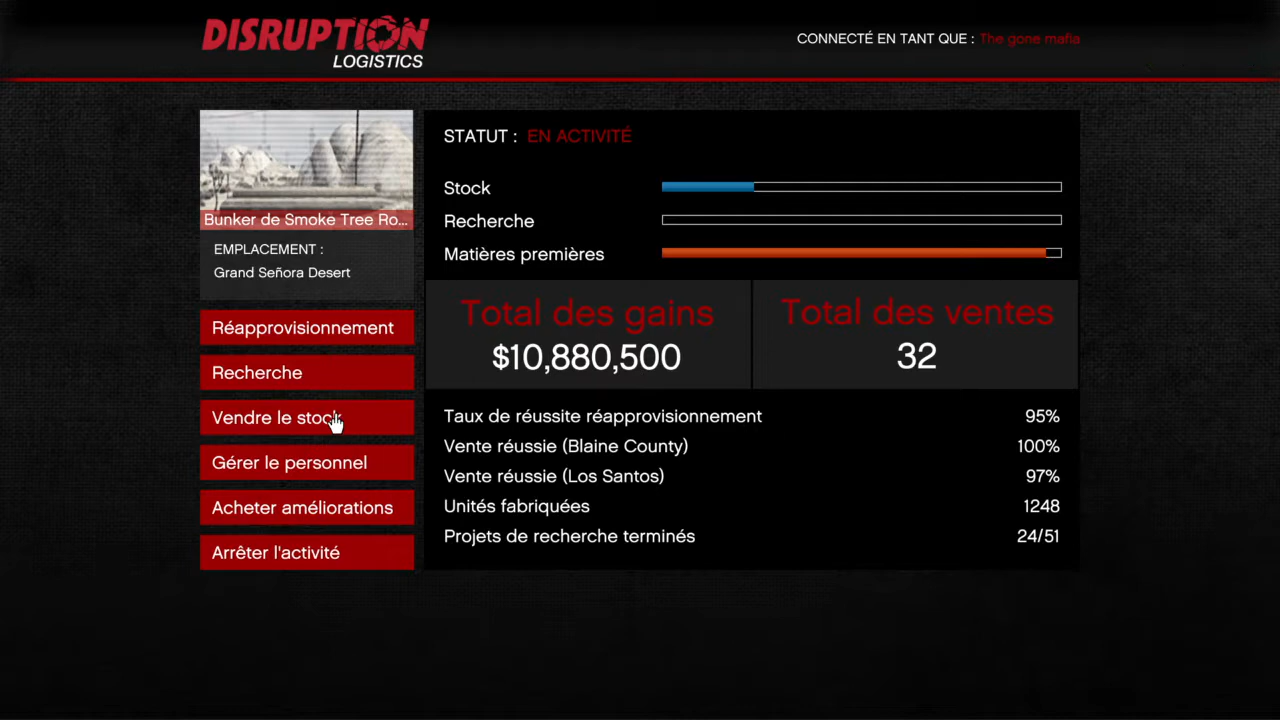 DISRUPTION
LOGISTICS
CONNECTÉ EN TANT QUE : The gone mafia
Bunker de Smoke Tree Ro...
EMPLACEMENT :
Grand Señora Desert
Réapprovisionnement
Recherche
Vendre le stock
Gérer le personnel
Acheter améliorations
Arrêter l'activité
STATUT : EN ACTIVITÉ
Stock
Recherche
Matières premières
Total des gains
$10,880,500
Total des ventes
32
Taux de réussite réapprovisionnement 95%
Vente réussie (Blaine County) 100%
Vente réussie (Los Santos) 97%
Unités fabriquées 1248
Projets de recherche terminés 24/51